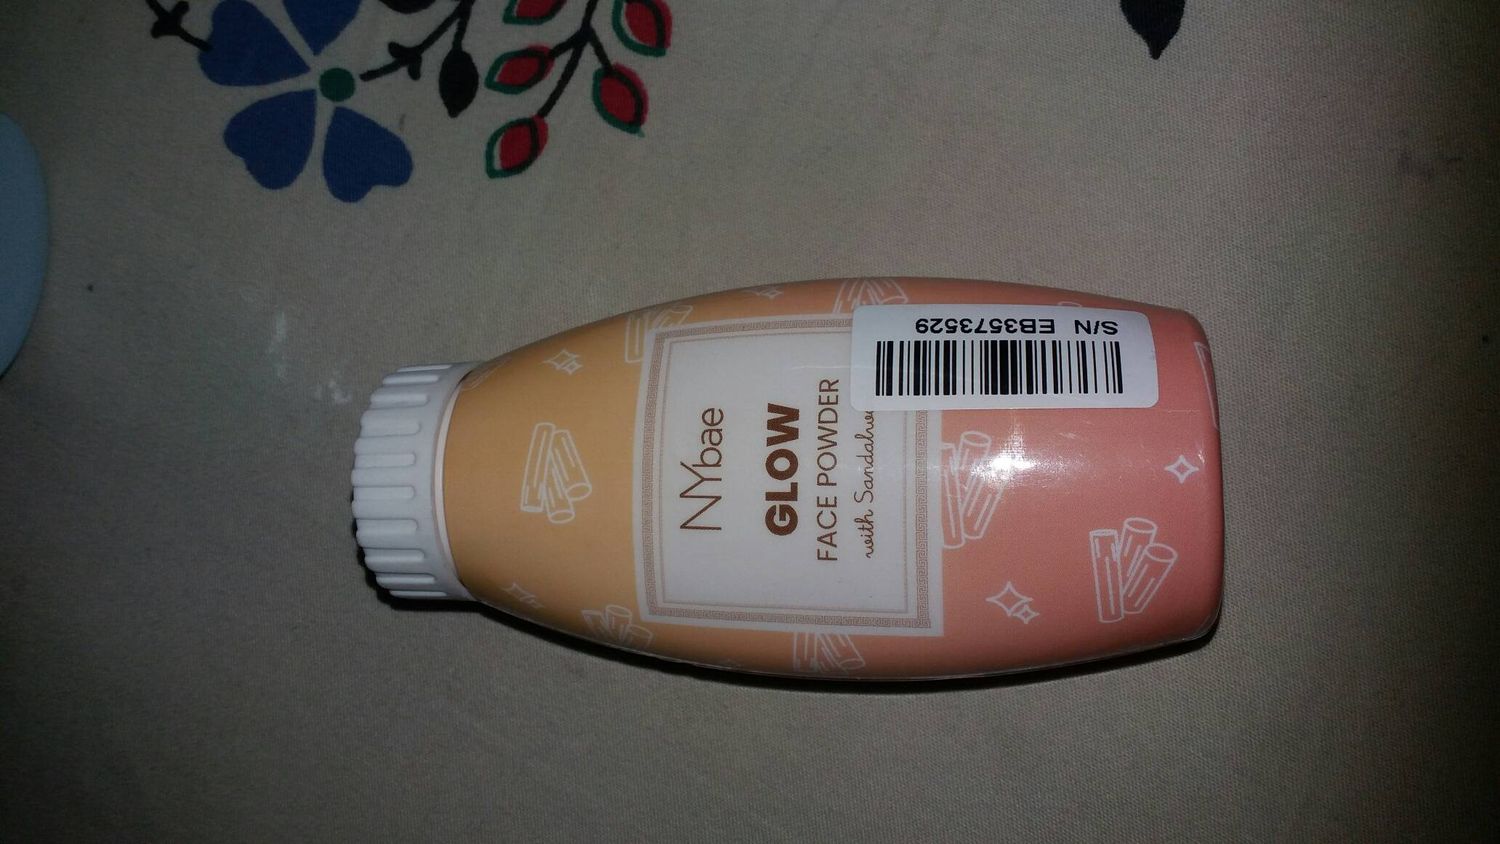 NYbae
GLOW
FACE POWDER
with
S/N EB3573529